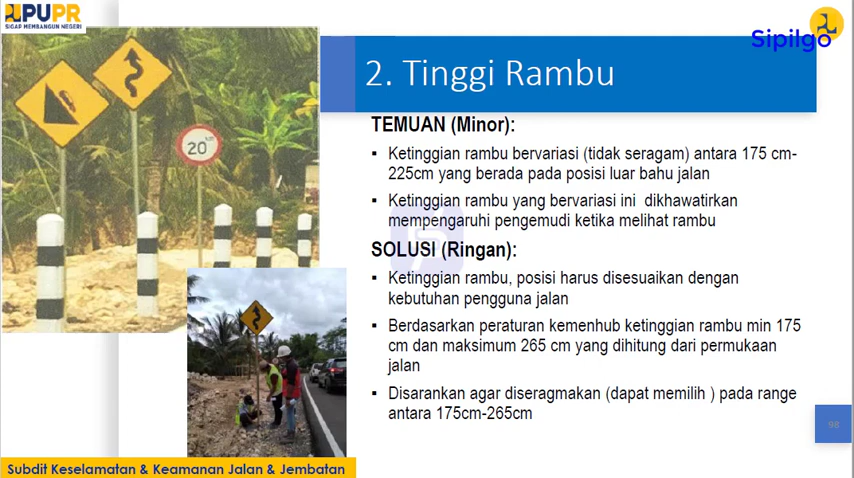 PUPR
SIGAP MEMBANGUN NEGERI
Sipilgo
2. Tinggi Rambu
20
TEMUAN (Minor):
▪ Ketinggian rambu bervariasi (tidak seragam) antara 175 cm-
225cm yang berada pada posisi luar bahu jalan
▪ Ketinggian rambu yang bervariasi ini dikhawatirkan
mempengaruhi pengemudi ketika melihat rambu
SOLUSI (Ringan):
▪ Ketinggian rambu, posisi harus disesuaikan dengan
kebutuhan pengguna jalan
▪ Berdasarkan peraturan kemenhub ketinggian rambu min 175
cm dan maksimum 265 cm yang dihitung dari permukaan
jalan
▪ Disarankan agar diseragmakan (dapat memilih ) pada range
antara 175cm-265cm
98
Subdit Keselamatan & Keamanan Jalan & Jembatan